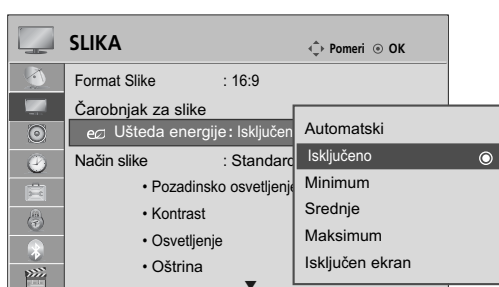 SLIKA
Pomeri OK
Format Slike : 16:9
Čarobnjak za slike
Ušteda energije: Isključen
Način slike : Standard
• Pozadinsko osvetljenje
• Kontrast
• Osvetljenje
• Oštrina
Automatski
Isključeno
Minimum
Srednje
Maksimum
Isključen ekran